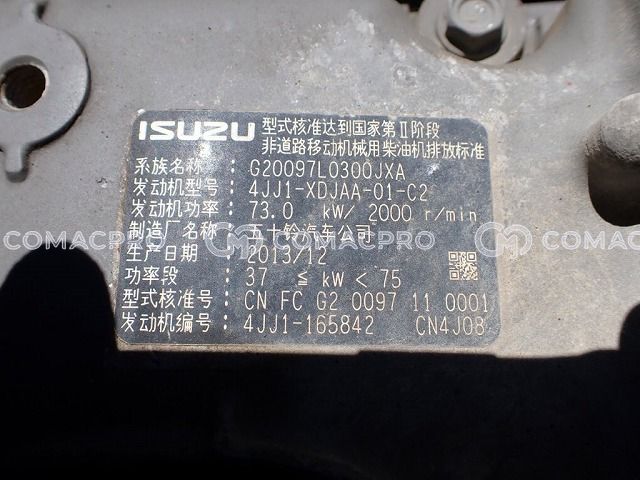 ISUZU 型式核准达到国家第Ⅱ阶段
非道路移动机械用柴油机排放标准
系族名称: G20097L0300JXA
发动机型号: 4JJ1-XDJAA-01-C2
发动机功率: 73.0 kW/ 2000 r/min
制造厂名称: 五十铃汽车公司
生产日期: 2013/12
功率段: 37 ≦ kW < 75
型式核准号: CN FC G2 0097 11 0001
发动机编号: 4JJ1-165842 CN4J08
COMACPRO COMACPRO COMACPRO